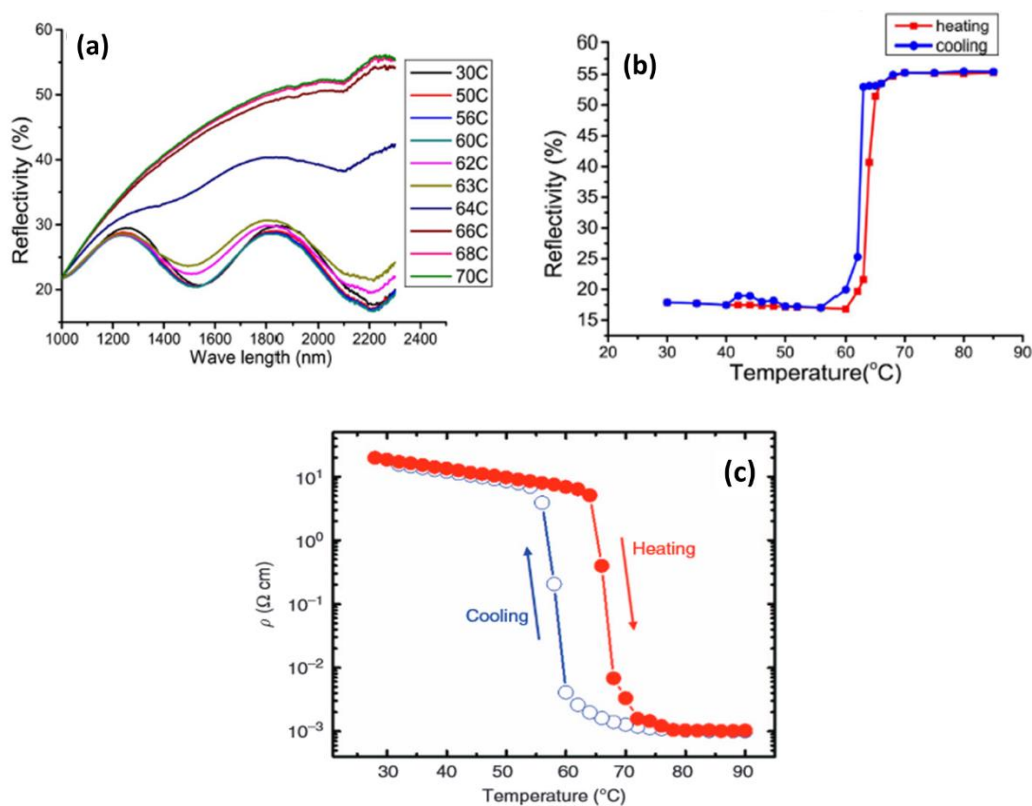 (a)
60
50
40
30
20
Reflectivity (%)
1000 1200 1400 1600 1800 2000 2200 2400
Wave length (nm)
30C
50C
56C
60C
62C
63C
64C
66C
68C
70C
heating
cooling
(b)
60
55
50
45
40
35
30
25
20
15
Reflectivity (%)
20 30 40 50 60 70 80 90
Temperature(°C)
(c)
10¹
10⁰
10⁻¹
10⁻²
10⁻³
ρ (Ω cm)
Heating
Cooling
30 40 50 60 70 80 90
Temperature (°C)